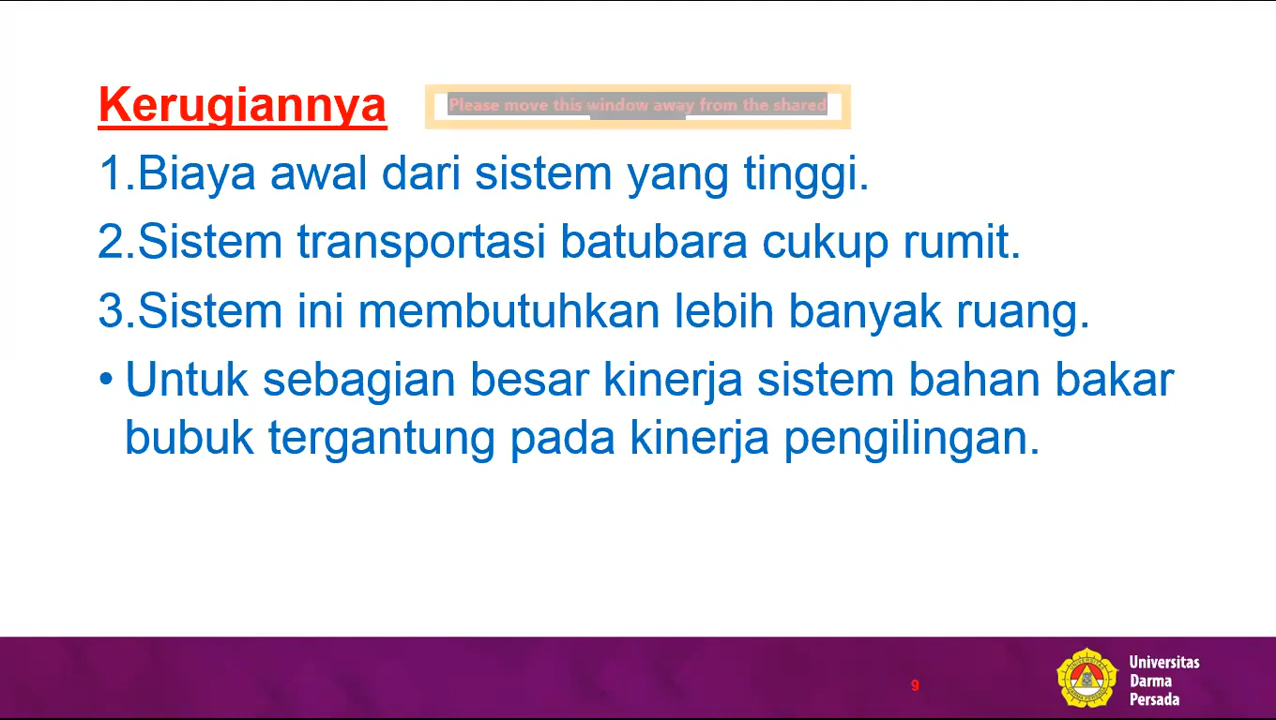 Kerugiannya
Please move this window away from the shared
1.Biaya awal dari sistem yang tinggi.
2.Sistem transportasi batubara cukup rumit.
3.Sistem ini membutuhkan lebih banyak ruang.
• Untuk sebagian besar kinerja sistem bahan bakar
bubuk tergantung pada kinerja pengilingan.
9
Universitas
Darma
Persada